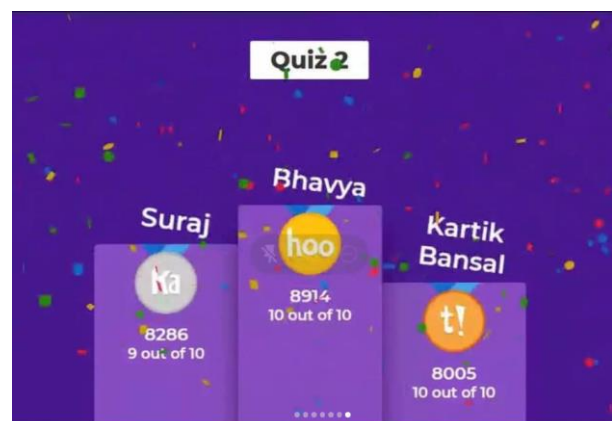 Quiz 2
Bhavya
Suraj
Kartik
Bansal
hoo
Ka
t!
8914
10 out of 10
8286
9 out of 10
8005
10 out of 10